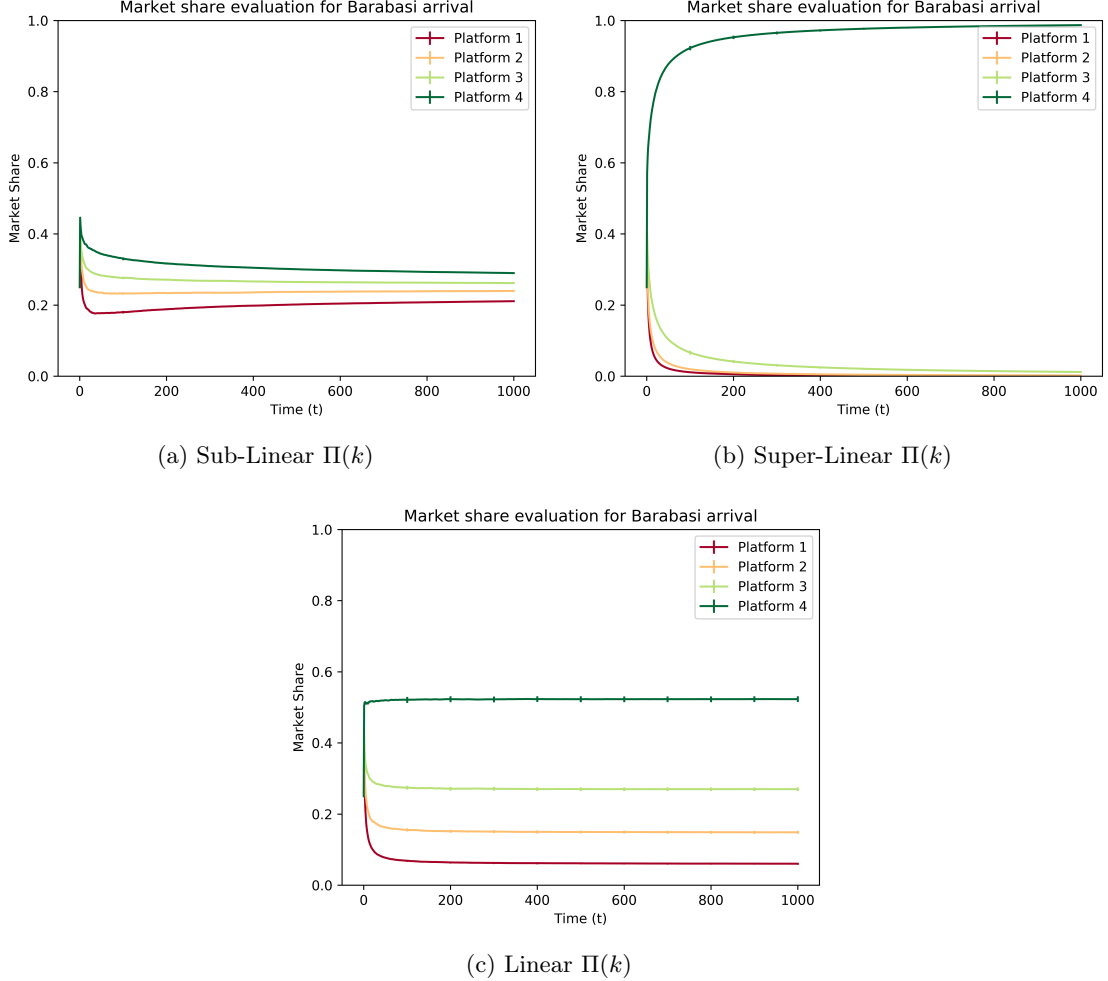 Market share evaluation for Barabasi arrival
1.0
0.8
0.6
0.4
0.2
0.0
Market Share
0 200 400 600 800 1000
Time (t)
Platform 1
Platform 2
Platform 3
Platform 4
(a) Sub-Linear Π(k)
Market share evaluation for Barabasi arrival
1.0
0.8
0.6
0.4
0.2
0.0
Market Share
0 200 400 600 800 1000
Time (t)
Platform 1
Platform 2
Platform 3
Platform 4
(b) Super-Linear Π(k)
Market share evaluation for Barabasi arrival
1.0
0.8
0.6
0.4
0.2
0.0
Market Share
0 200 400 600 800 1000
Time (t)
Platform 1
Platform 2
Platform 3
Platform 4
(c) Linear Π(k)